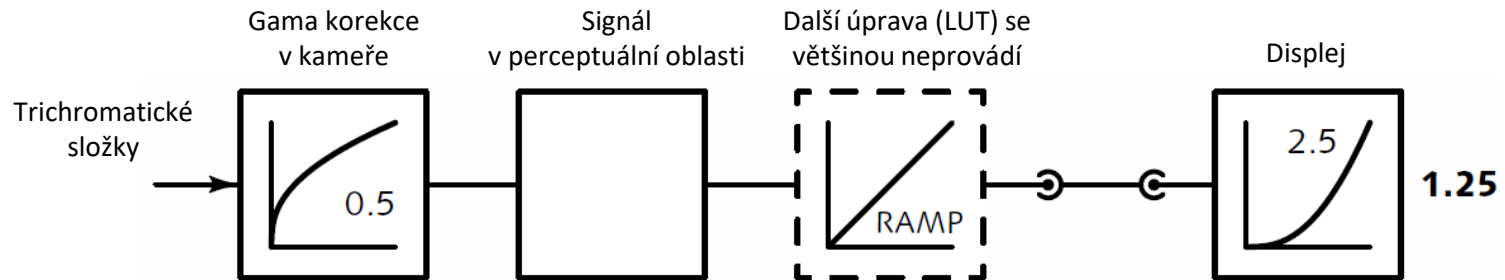 Gama korekce
v kameře
Signál
v perceptuální oblasti
Další úprava (LUT) se
většinou neprovádí
Displej
Trichromatické
složky
0.5
RAMP
2.5
1.25